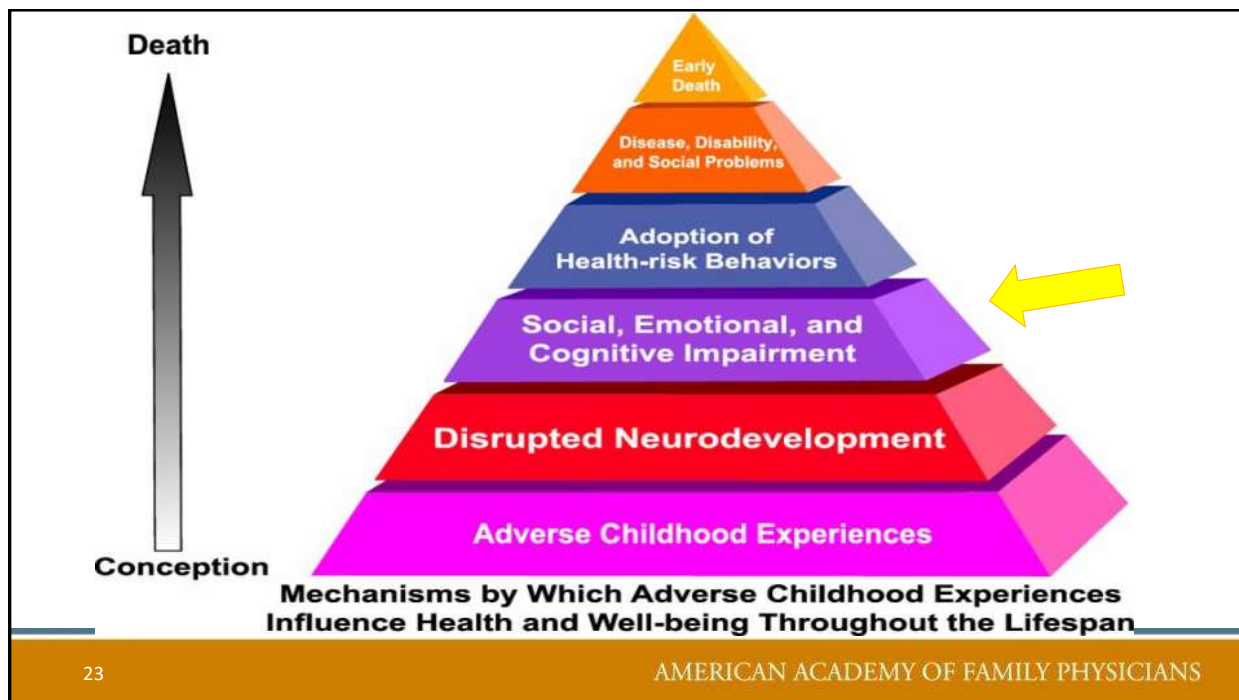 Death
Early
Death
Disease, Disability,
and Social Problems
Adoption of
Health-risk Behaviors
Social, Emotional, and
Cognitive Impairment
Disrupted Neurodevelopment
Adverse Childhood Experiences
Conception
Mechanisms by Which Adverse Childhood Experiences
Influence Health and Well-being Throughout the Lifespan
23
AMERICAN ACADEMY OF FAMILY PHYSICIANS